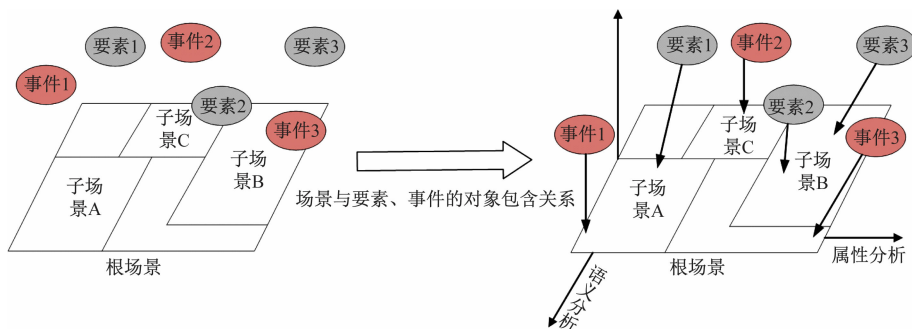 事件1
要素1
事件2
要素3
要素2
事件3
子场
景C
子场
景B
子场
景A
根场景
场景与要素、事件的对象包含关系
要素1
事件2
要素3
事件1
要素2
事件3
子场
景C
子场
景B
子场
景A
根场景
属性分析
语义分析